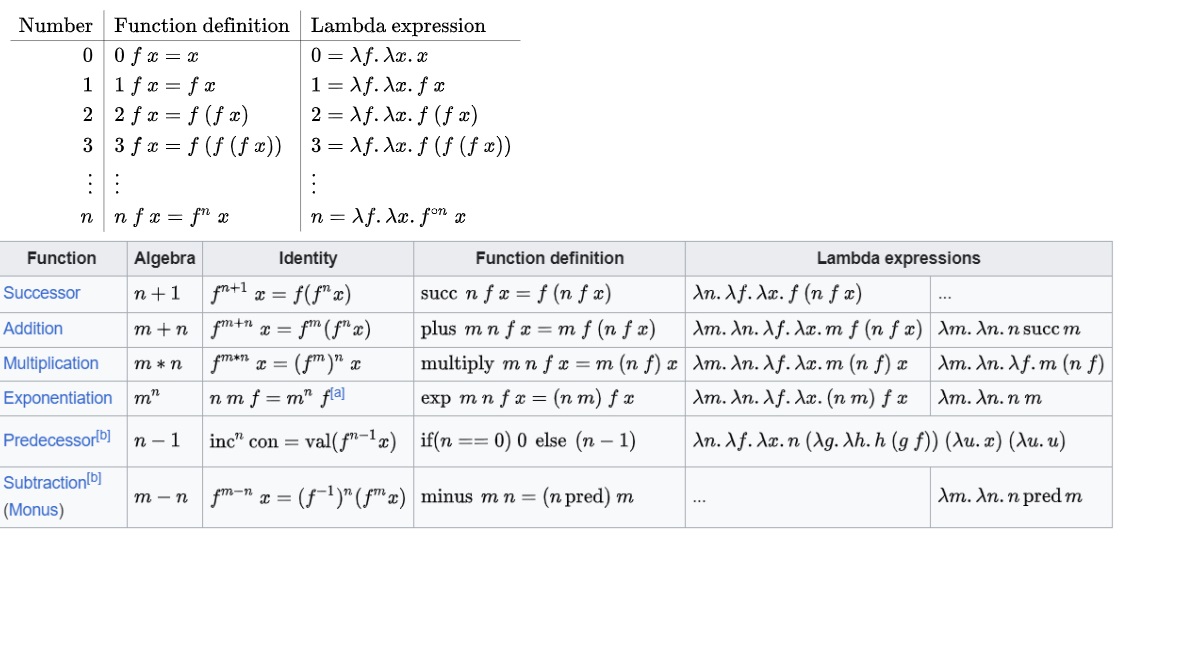 Number Function definition Lambda expression
0 0 f x = x 0 = λf. λx. x
1 1 f x = f x 1 = λf. λx. f x
2 2 f x = f (f x) 2 = λf. λx. f (f x)
3 3 f x = f (f (f x)) 3 = λf. λx. f (f (f x))
⋮ ⋮ ⋮
n n f x = fⁿ x n = λf. λx. f°ⁿ x
Function Algebra Identity Function definition Lambda expressions
Successor n + 1 fⁿ⁺¹ x = f(fⁿx) succ n f x = f (n f x) λn. λf. λx. f (n f x) ...
Addition m + n fᵐ⁺ⁿ x = fᵐ(fⁿx) plus m n f x = m f (n f x) λm. λn. λf. λx. m f (n f x) λm. λn. n succ m
Multiplication m * n fᵐ*ⁿ x = (fᵐ)ⁿ x multiply m n f x = m (n f) x λm. λn. λf. λx. m (n f) x λm. λn. λf. m (n f)
Exponentiation mⁿ n m f = mⁿ f[a] exp m n f x = (n m) f x λm. λn. λf. λx. (n m) f x λm. λn. n m
Predecessor[b] n − 1 incⁿ con = val(fⁿ⁻¹x) if(n == 0) 0 else (n − 1) λn. λf. λx. n (λg. λh. h (g f)) (λu. x) (λu. u)
Subtraction[b]
(Monus) m − n fᵐ⁻ⁿ x = (f⁻¹)ⁿ(fᵐx) minus m n = (n pred) m ... λm. λn. n pred m